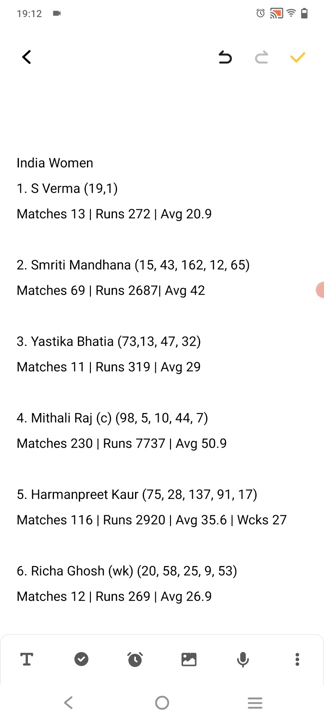 19:12
India Women
1. S Verma (19,1)
Matches 13 | Runs 272 | Avg 20.9
2. Smriti Mandhana (15, 43, 162, 12, 65)
Matches 69 | Runs 2687| Avg 42
3. Yastika Bhatia (73,13, 47, 32)
Matches 11 | Runs 319 | Avg 29
4. Mithali Raj (c) (98, 5, 10, 44, 7)
Matches 230 | Runs 7737 | Avg 50.9
5. Harmanpreet Kaur (75, 28, 137, 91, 17)
Matches 116 | Runs 2920 | Avg 35.6 | Wcks 27
6. Richa Ghosh (wk) (20, 58, 25, 9, 53)
Matches 12 | Runs 269 | Avg 26.9
T